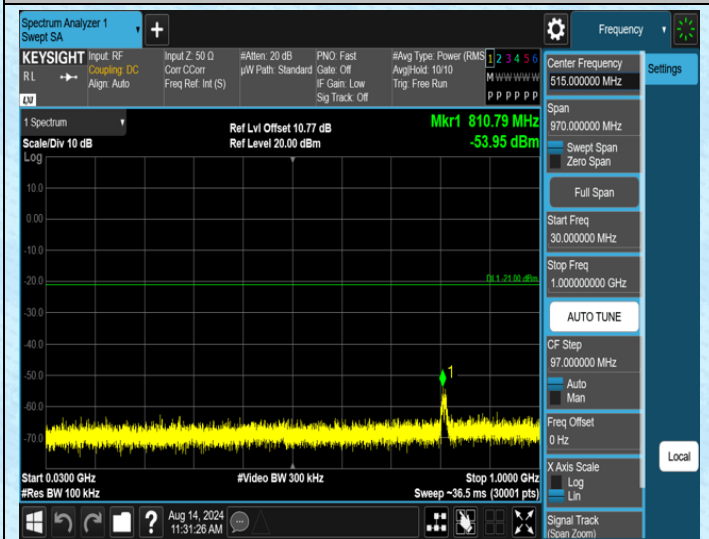 Spectrum Analyzer 1
Swept SA
Frequency
KEYSIGHT
RL
LXI
Input: RF
Coupling: DC
Align: Auto
Input Z: 50 Ω
Corr CCorr
Freq Ref: Int (S)
#Atten: 20 dB
µW Path: Standard
PNO: Fast
Gate: Off
IF Gain: Low
Sig Track: Off
#Avg Type: Power (RMS
Avg|Hold: 10/10
Trig: Free Run
1 2 3 4 5 6
M W W W W W
P P P P P P
1 Spectrum
Scale/Div 10 dB
Log
Ref Lvl Offset 10.77 dB
Ref Level 20.00 dBm
Mkr1 810.79 MHz
-53.95 dBm
10.0
0.00
-10.0
-20.0
-30.0
-40.0
-50.0
-60.0
-70.0
DL1 -21.00 dBm
1
Start 0.0300 GHz
#Res BW 100 kHz
#Video BW 300 kHz
Stop 1.0000 GHz
Sweep ~36.5 ms (30001 pts)
Center Frequency
515.000000 MHz
Span
970.000000 MHz
Swept Span
Zero Span
Full Span
Start Freq
30.000000 MHz
Stop Freq
1.000000000 GHz
AUTO TUNE
CF Step
97.000000 MHz
Auto
Man
Freq Offset
0 Hz
X Axis Scale
Log
Lin
Signal Track
(Span Zoom)
Settings
Local
?
Aug 14, 2024
11:31:26 AM